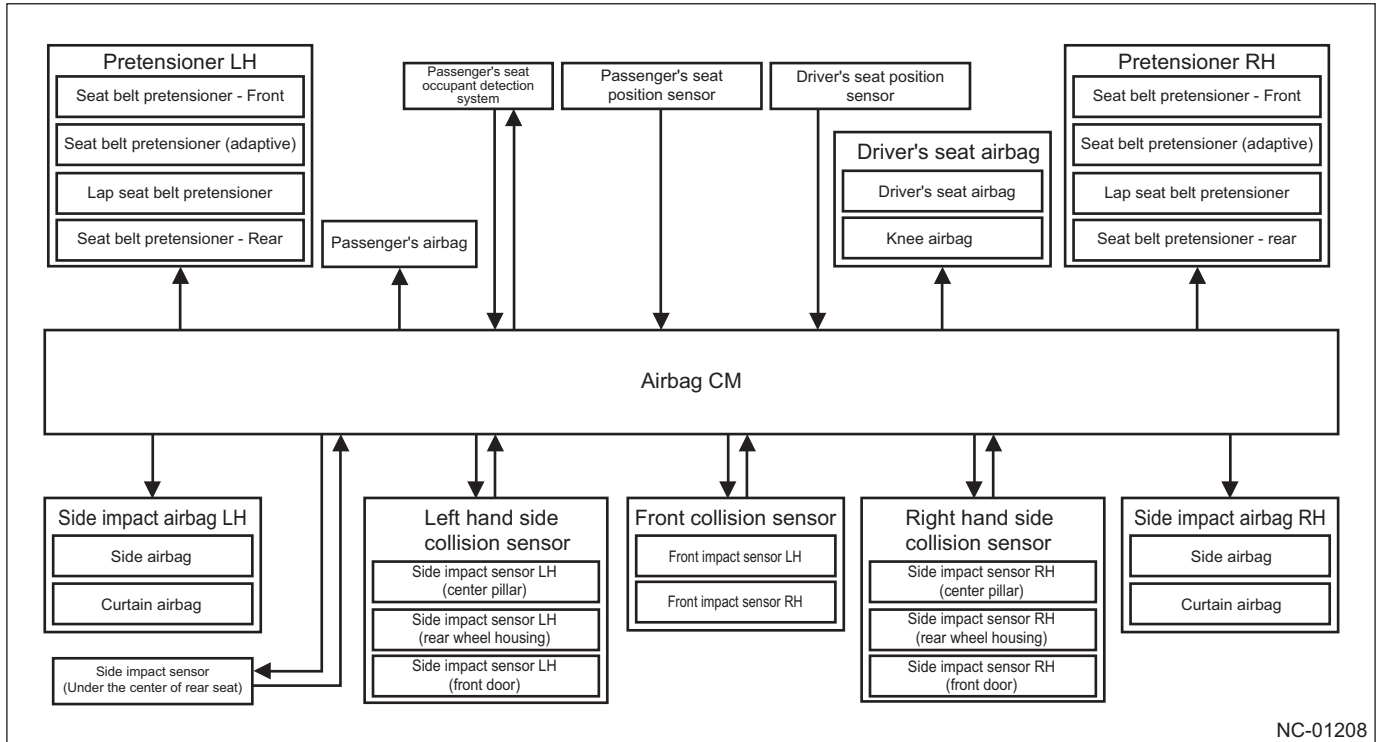 Pretensioner LH
Seat belt pretensioner - Front
Seat belt pretensioner (adaptive)
Lap seat belt pretensioner
Seat belt pretensioner - Rear
Passenger's airbag
Passenger's seat
occupant detection
system
Passenger's seat
position sensor
Driver's seat position
sensor
Driver's seat airbag
Driver's seat airbag
Knee airbag
Pretensioner RH
Seat belt pretensioner - Front
Seat belt pretensioner (adaptive)
Lap seat belt pretensioner
Seat belt pretensioner - rear
Airbag CM
Side impact airbag LH
Side airbag
Curtain airbag
Side impact sensor
(Under the center of rear seat)
Left hand side
collision sensor
Side impact sensor LH
(center pillar)
Side impact sensor LH
(rear wheel housing)
Side impact sensor LH
(front door)
Front collision sensor
Front impact sensor LH
Front impact sensor RH
Right hand side
collision sensor
Side impact sensor RH
(center pillar)
Side impact sensor RH
(rear wheel housing)
Side impact sensor RH
(front door)
Side impact airbag RH
Side airbag
Curtain airbag
NC-01208